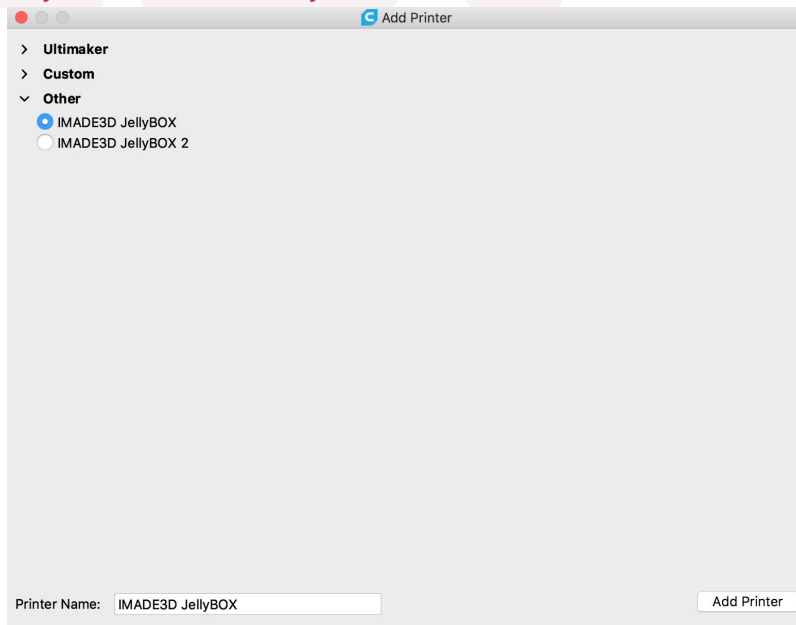 Add Printer
Ultimaker
Custom
Other
IMADE3D JellyBOX
IMADE3D JellyBOX 2
Printer Name: IMADE3D JellyBOX
Add Printer